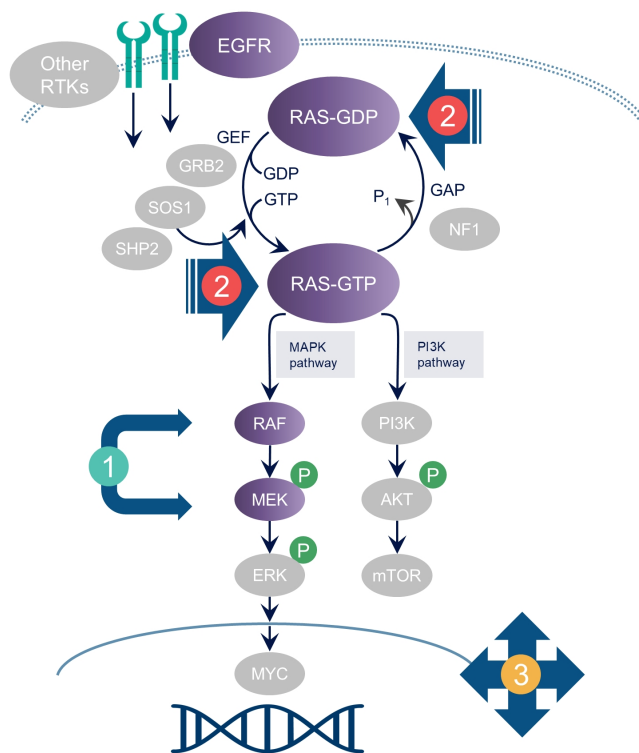 EGFR
Other
RTKs
RAS-GDP
2
GEF
GRB2
GDP
GTP
P1
GAP
SOS1
NF1
SHP2
2
RAS-GTP
MAPK
pathway
PI3K
pathway
RAF
PI3K
1
P
P
MEK
AKT
P
ERK
mTOR
MYC
3